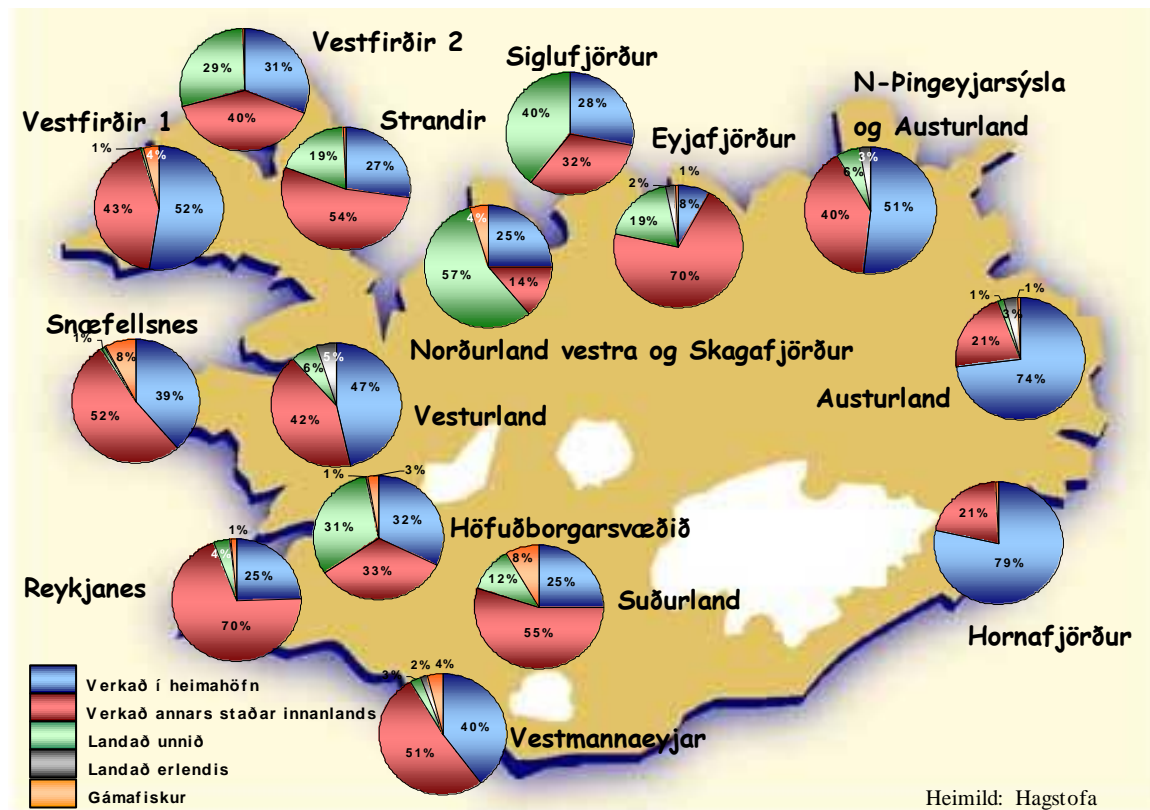 Vestfirðir 2
29%
31%
40%
Vestfirðir 1
1%
4%
43%
52%
Strandir
19%
27%
54%
Siglufjörður
40%
28%
32%
Eyjafjörður
2%
1%
8%
19%
70%
N-Þingeyjarsýsla
og Austurland
3%
6%
40%
51%
4%
25%
57%
14%
Norðurland vestra og Skagafjörður
Snæfellsnes
1%
8%
39%
52%
5%
6%
47%
42%
Vesturland
1%
1%
3%
21%
74%
Austurland
1%
3%
31%
32%
33%
Höfuðborgarsvæðið
21%
79%
Hornafjörður
1%
4%
25%
70%
Reykjanes
8%
12%
25%
55%
Suðurland
3%
2%
4%
40%
51%
Vestmannaeyjar
Verkað í heimahöfn
Verkað annars staðar innanlands
Landað unnið
Landað erlendis
Gámafiskur
Heimild: Hagstofa